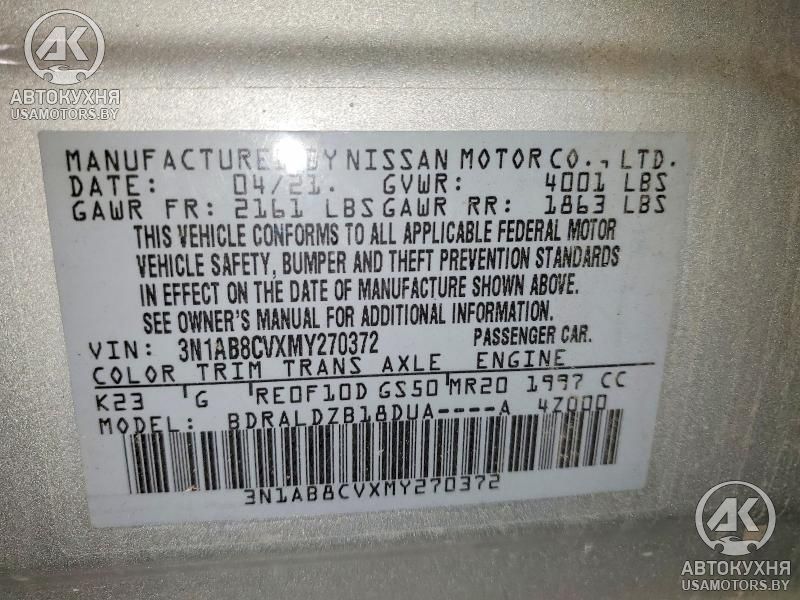 AK
АВТОКУХНЯ
USAMOTORS.BY
MANUFACTURED BY NISSAN MOTOR CO., LTD.
DATE: 04/21. GVWR: 4001 LBS
GAWR FR: 2161 LBS GAWR RR: 1863 LBS
THIS VEHICLE CONFORMS TO ALL APPLICABLE FEDERAL MOTOR
VEHICLE SAFETY, BUMPER AND THEFT PREVENTION STANDARDS
IN EFFECT ON THE DATE OF MANUFACTURE SHOWN ABOVE.
SEE OWNER'S MANUAL FOR ADDITIONAL INFORMATION.
VIN: 3N1AB8CVXMY270372 PASSENGER CAR.
COLOR TRIM TRANS AXLE ENGINE
K23 G RE0F10D GS50 MR20 1997 CC
MODEL: BDRALDZB18DUA----A 4Z000
3N1AB8CVXMY270372
AK
АВТОКУХНЯ
USAMOTORS.BY